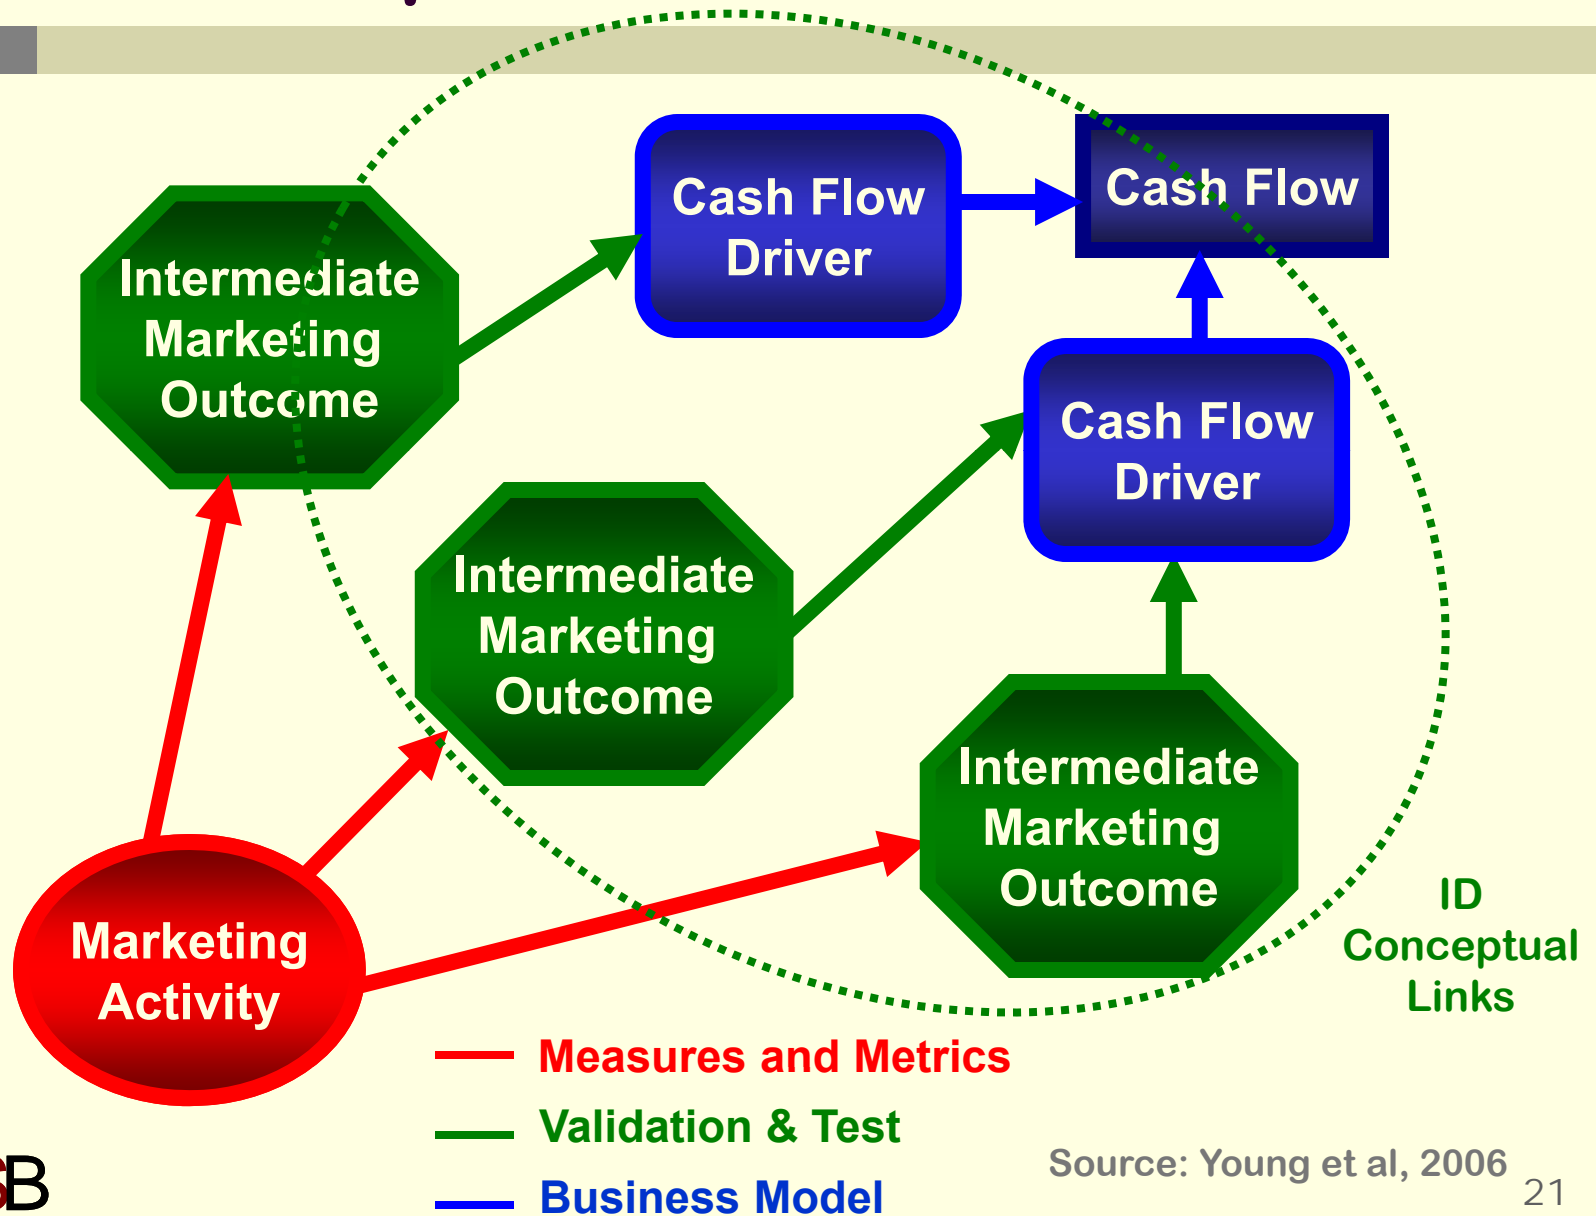 Cash Flow
Driver
Cash Flow
Intermediate
Marketing
Outcome
Cash Flow
Driver
Intermediate
Marketing
Outcome
Intermediate
Marketing
Outcome
Marketing
Activity
ID
Conceptual
Links
Measures and Metrics
Validation & Test
Business Model
Source: Young et al, 2006
21
B